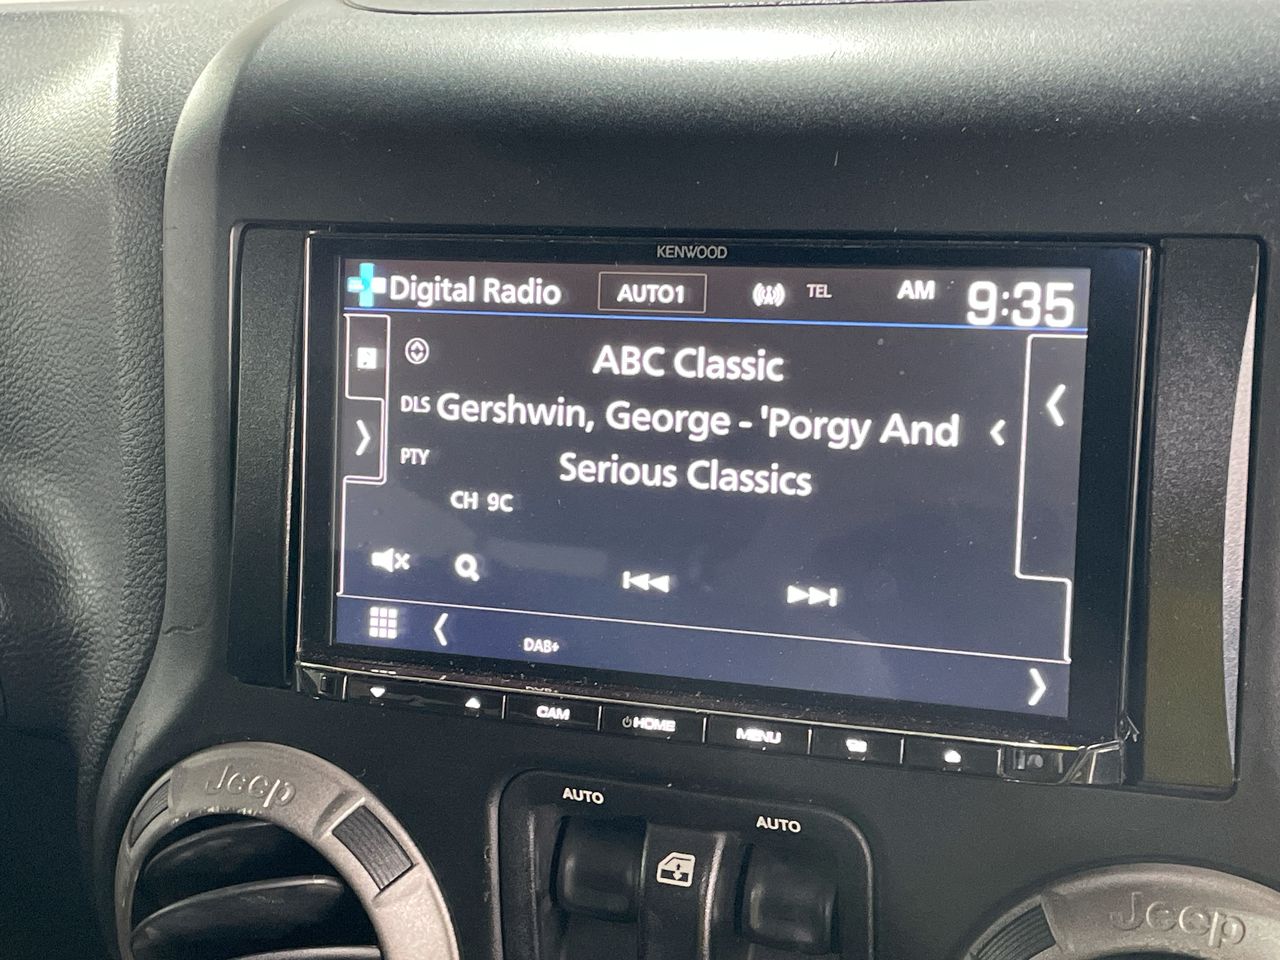 KENWOOD
Digital Radio AUTO1 TEL AM 9:35
ABC Classic
DLS Gershwin, George - 'Porgy And
PTY Serious Classics
CH 9C
DAB+
CAM HOME MENU
AUTO AUTO
Jeep
Jeep